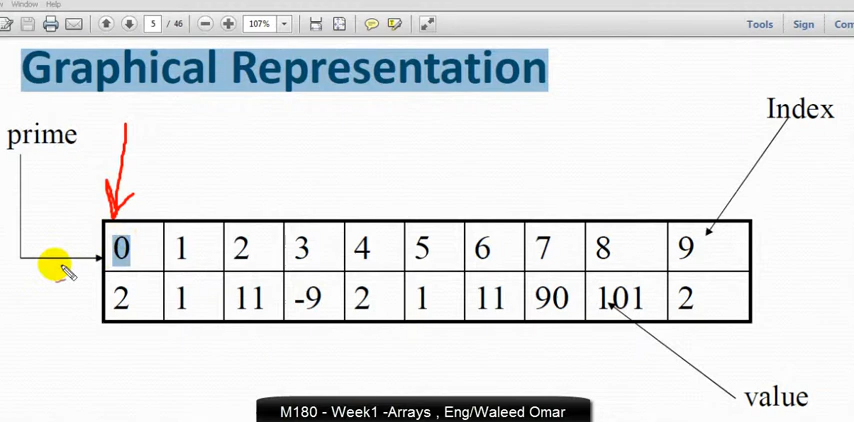 Window Help
5 / 46 107% Tools Sign
Graphical Representation
Index
prime
0 1 2 3 4 5 6 7 8 9
2 1 11 -9 2 1 11 90 101 2
value
M180 - Week1 -Arrays , Eng/Waleed Omar